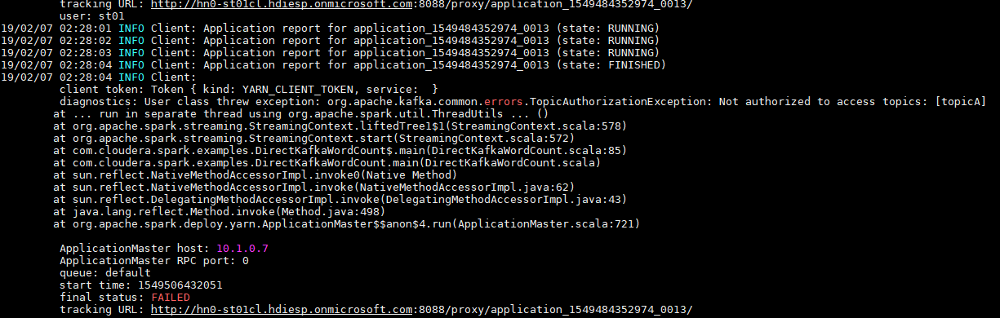 tracking URL: http://hn0-st01cl.hdiesp.onmicrosoft.com:8088/proxy/application_1549484352974_0013/
user: st01
19/02/07 02:28:01 INFO Client: Application report for application_1549484352974_0013 (state: RUNNING)
19/02/07 02:28:02 INFO Client: Application report for application_1549484352974_0013 (state: RUNNING)
19/02/07 02:28:03 INFO Client: Application report for application_1549484352974_0013 (state: RUNNING)
19/02/07 02:28:04 INFO Client: Application report for application_1549484352974_0013 (state: FINISHED)
19/02/07 02:28:04 INFO Client:
client token: Token { kind: YARN_CLIENT_TOKEN, service:  }
diagnostics: User class threw exception: org.apache.kafka.common.errors.TopicAuthorizationException: Not authorized to access topics: [topicA]
at ... run in separate thread using org.apache.spark.util.ThreadUtils ... ()
at org.apache.spark.streaming.StreamingContext.liftedTree1$1(StreamingContext.scala:578)
at org.apache.spark.streaming.StreamingContext.start(StreamingContext.scala:572)
at com.cloudera.spark.examples.DirectKafkaWordCount$.main(DirectKafkaWordCount.scala:85)
at com.cloudera.spark.examples.DirectKafkaWordCount.main(DirectKafkaWordCount.scala)
at sun.reflect.NativeMethodAccessorImpl.invoke0(Native Method)
at sun.reflect.NativeMethodAccessorImpl.invoke(NativeMethodAccessorImpl.java:62)
at sun.reflect.DelegatingMethodAccessorImpl.invoke(DelegatingMethodAccessorImpl.java:43)
at java.lang.reflect.Method.invoke(Method.java:498)
at org.apache.spark.deploy.yarn.ApplicationMaster$$anon$4.run(ApplicationMaster.scala:721)
ApplicationMaster host: 10.1.0.7
ApplicationMaster RPC port: 0
queue: default
start time: 1549506432051
final status: FAILED
tracking URL: http://hn0-st01cl.hdiesp.onmicrosoft.com:8088/proxy/application_1549484352974_0013/